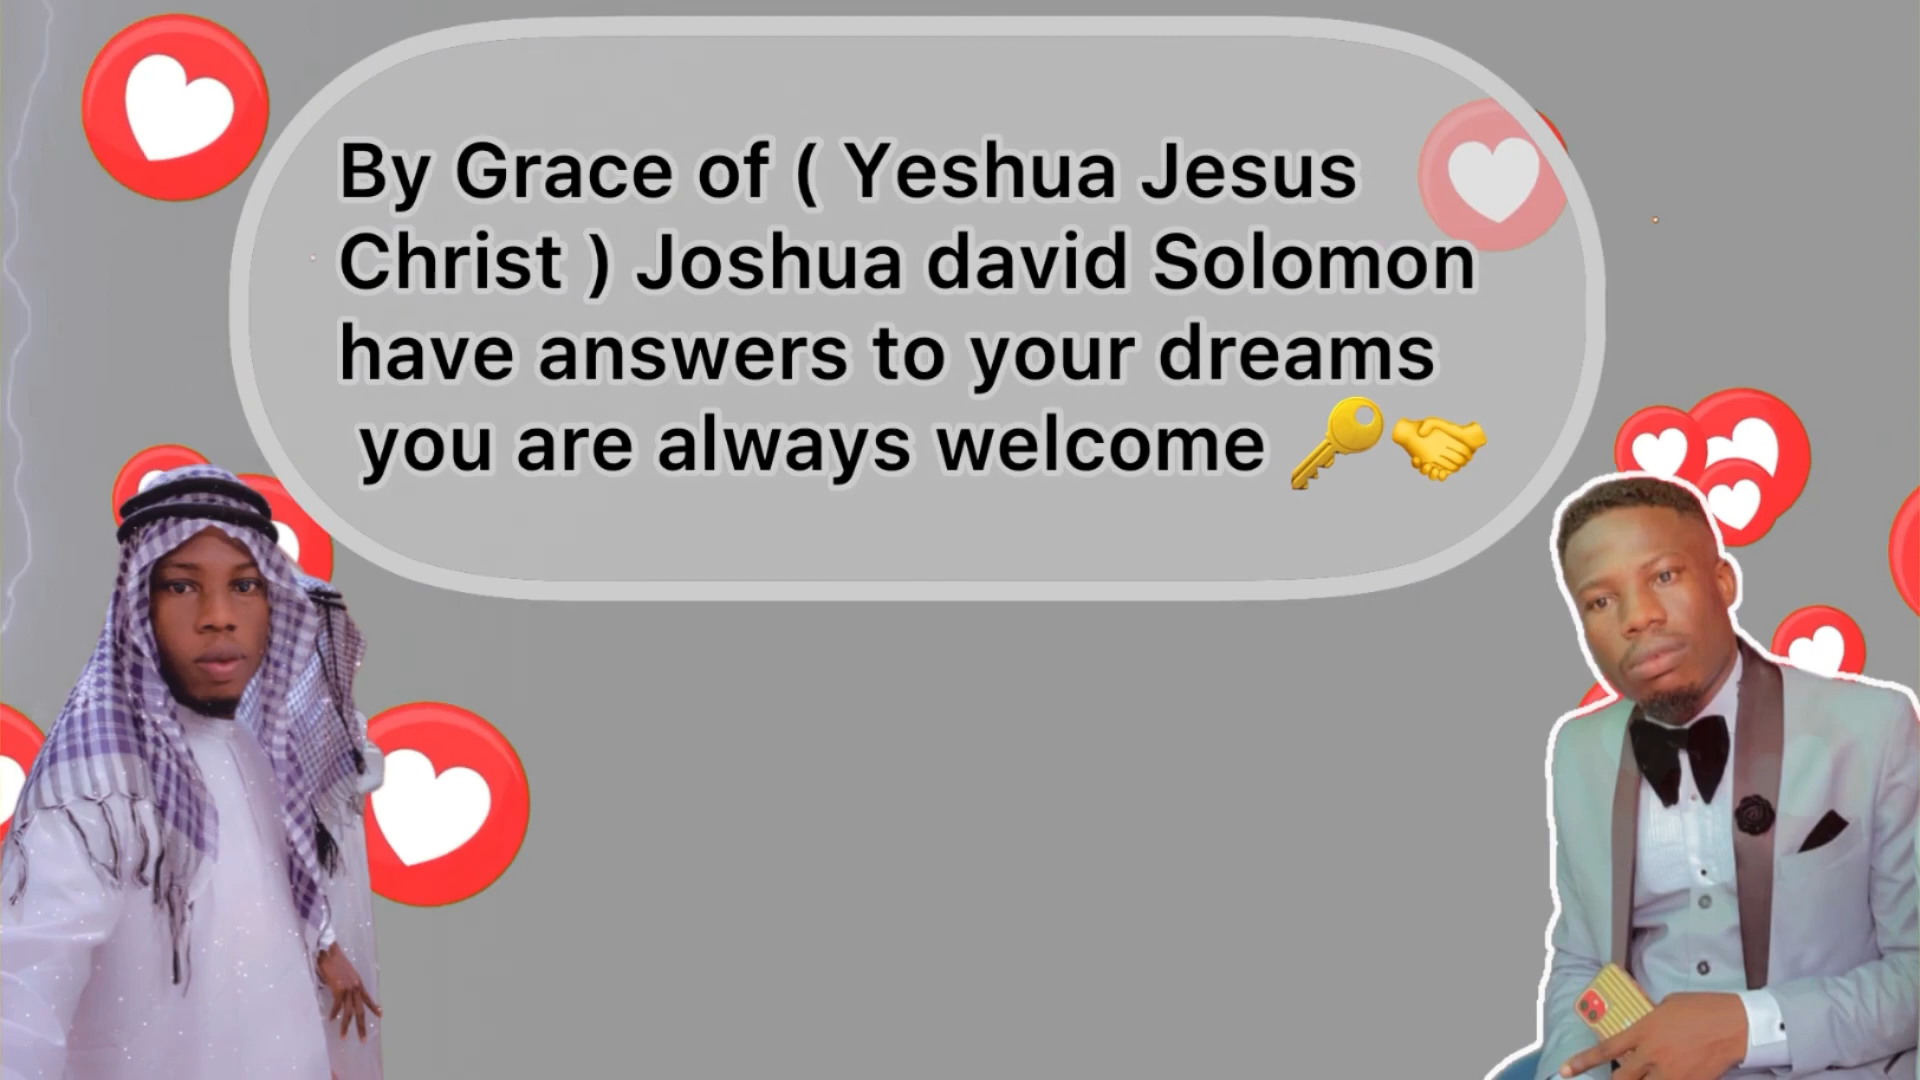 By Grace of ( Yeshua Jesus
Christ ) Joshua david Solomon
have answers to your dreams
you are always welcome 🔑🤝